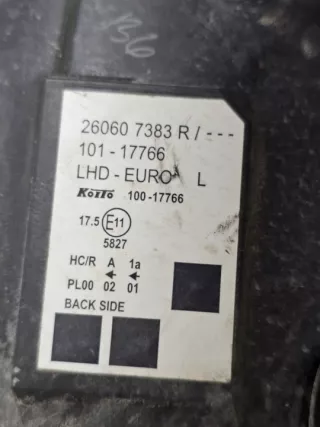 B6
26060 7383 R / - - -
101 - 17766
LHD - EURO L
KOITO 100-17766
17.5 E11
5827
HC/R A 1a
← ←
PL00 02 01
BACK SIDE